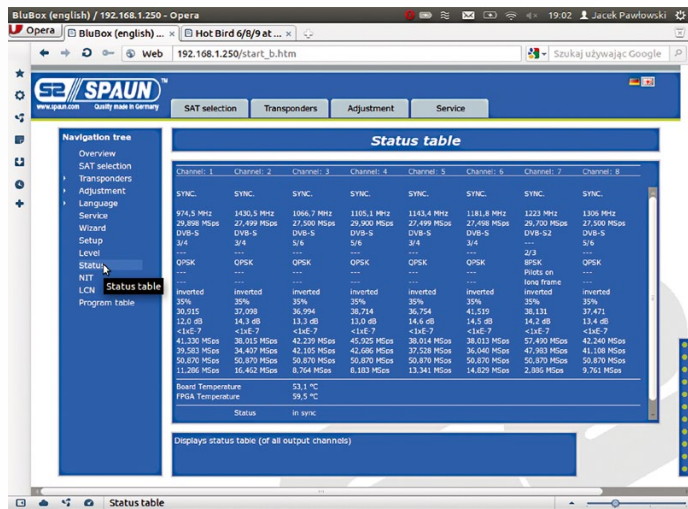 BluBox (english) / 192.168.1.250 - Opera
19:02 Jacek Pawłowski
Opera BluBox (english) ... × Hot Bird 6/8/9 at ... ×
Web 192.168.1.250/start_b.htm Szukaj używając Google
SPAUN
TM
www.spaun.com Quality made in Germany
SAT selection Transponders Adjustment Service
Navigation tree
Overview
SAT selection
Transponders
Adjustment
Language
Service
Wizard
Setup
Level
Status
NIT
LCN
Program table
Status table
Status table
Channel: 1 Channel: 2 Channel: 3 Channel: 4 Channel: 5 Channel: 6 Channel: 7 Channel: 8
SYNC. SYNC. SYNC. SYNC. SYNC. SYNC. SYNC. SYNC.
974,5 MHz 1430,5 MHz 1066,7 MHz 1105,1 MHz 1143,4 MHz 1181,8 MHz 1223 MHz 1306 MHz
29,898 MSps 27,499 MSps 27,500 MSps 29,900 MSps 27,499 MSps 27,498 MSps 29,700 MSps 27,500 MSps
DVB-S DVB-S DVB-S DVB-S DVB-S DVB-S DVB-S2 DVB-S
3/4 3/4 5/6 3/4 3/4 3/4 --- 5/6
--- --- --- --- --- --- 2/3 ---
QPSK QPSK QPSK QPSK QPSK QPSK 8PSK QPSK
--- --- --- --- --- --- Pilots on ---
--- --- --- --- --- --- long frame ---
inverted inverted inverted inverted inverted inverted inverted inverted
35% 35% 35% 35% 35% 35% 35% 35%
30,915 37,098 36,994 38,714 36,754 41,519 38,131 37,471
12,0 dB 14,3 dB 13,3 dB 13,0 dB 14,6 dB 14,5 dB 14,2 dB 13,4 dB
<1xE-7 <1xE-7 <1xE-7 <1xE-7 <1xE-7 <1xE-7 <1xE-7 <1xE-7
41,330 MSps 38,015 MSps 42,239 MSps 45,925 MSps 38,014 MSps 38,013 MSps 57,490 MSps 42,240 MSps
39,583 MSps 34,407 MSps 42,105 MSps 42,686 MSps 37,528 MSps 36,040 MSps 47,983 MSps 41,108 MSps
50,870 MSps 50,870 MSps 50,870 MSps 50,870 MSps 50,870 MSps 50,870 MSps 50,870 MSps 50,870 MSps
11,286 MSps 16,462 MSps 8,764 MSps 8,183 MSps 13,341 MSps 14,829 MSps 2,886 MSps 9,761 MSps
Board Temperature 53,1 °C
FPGA Temperature 59,5 °C
Status in sync
Displays status table (of all output channels)
Status table